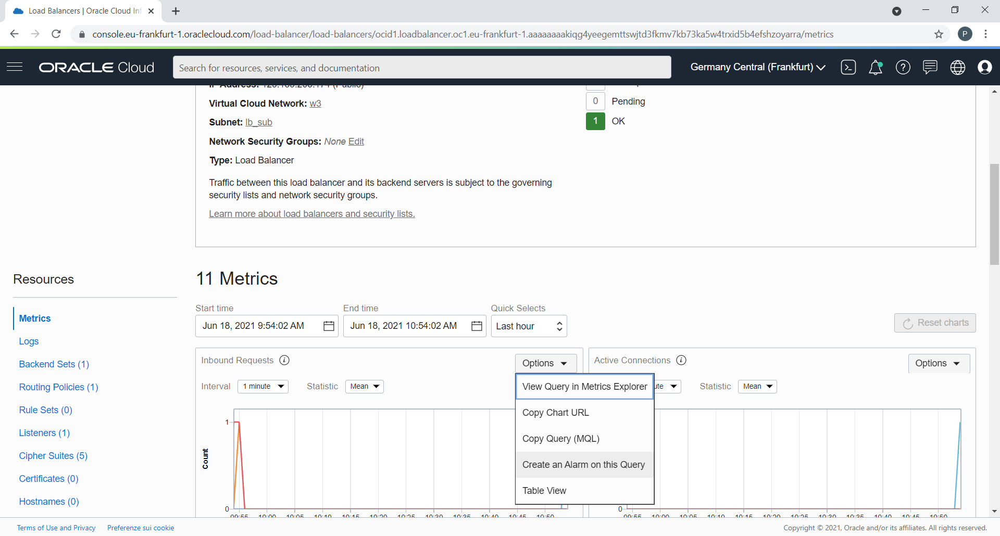 Load Balancers | Oracle Cloud Inf
console.eu-frankfurt-1.oraclecloud.com/load-balancer/load-balancers/ocid1.loadbalancer.oc1.eu-frankfurt-1.aaaaaaaakiqg4yeegemttswjtd3fkmv7kb73ka5w4trxid5b4efshzoyarra/metrics
P
ORACLE Cloud
Search for resources, services, and documentation
Germany Central (Frankfurt)
Virtual Cloud Network: w3
Subnet: lb_sub
Network Security Groups: None Edit
Type: Load Balancer
Traffic between this load balancer and its backend servers is subject to the governing
security lists and network security groups.
Learn more about load balancers and security lists.
0 Pending
1 OK
Resources
Metrics
Logs
Backend Sets (1)
Routing Policies (1)
Rule Sets (0)
Listeners (1)
Cipher Suites (5)
Certificates (0)
Hostnames (0)
11 Metrics
Start time
Jun 18, 2021 9:54:02 AM
End time
Jun 18, 2021 10:54:02 AM
Quick Selects
Last hour
Reset charts
Inbound Requests i
Options
Interval 1 minute Statistic Mean
View Query in Metrics Explorer
Copy Chart URL
Copy Query (MQL)
Create an Alarm on this Query
Table View
Count
1
0
09:55 10:00 10:05 10:10 10:15 10:20 10:25 10:30 10:35 10:40 10:45 10:50
Active Connections i
Options
ute Statistic Mean
0
09:55 10:00 10:05 10:10 10:15 10:20 10:25 10:30 10:35 10:40 10:45 10:50
Terms of Use and Privacy Preferenze sui cookie
Copyright © 2021, Oracle and/or its affiliates. All rights reserved.